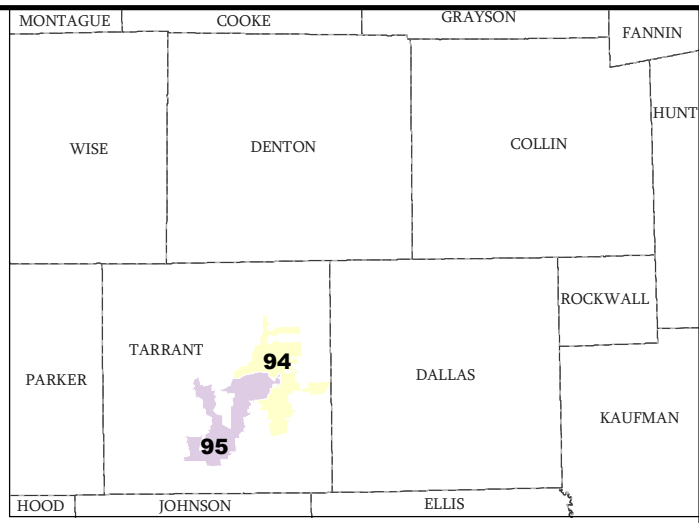 MONTAGUE
COOKE
GRAYSON
FANNIN
HUNT
WISE
DENTON
COLLIN
ROCKWALL
TARRANT
94
PARKER
DALLAS
KAUFMAN
95
HOOD
JOHNSON
ELLIS